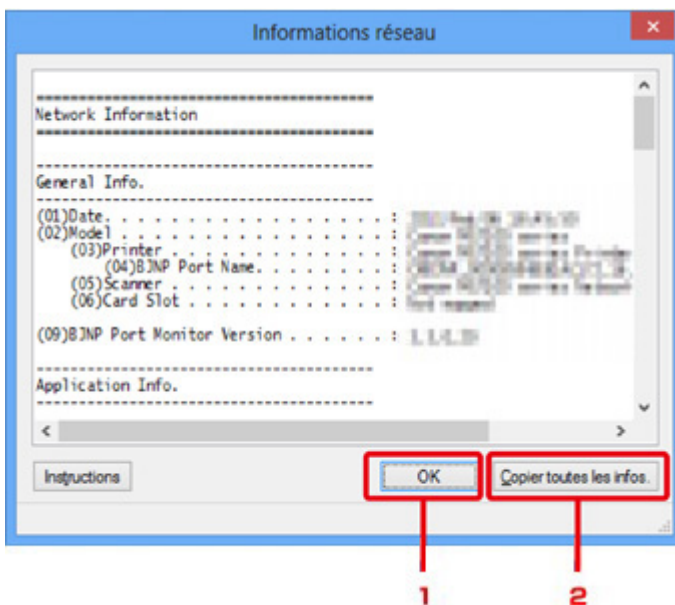 Informations réseau
Network Information
General Info.
(01)Date. . . . . . . . . . . . . . . . . . :
(02)Model . . . . . . . . . . . . . . . . . :
(03)Printer . . . . . . . . . . . . . . :
(04)BJNP Port Name. . . . . . . . :
(05)Scanner . . . . . . . . . . . . . . :
(06)Card Slot . . . . . . . . . . . . . :
(09)BJNP Port Monitor Version . . . . . . :
Application Info.
Instructions OK Copier toutes les infos.
1 2